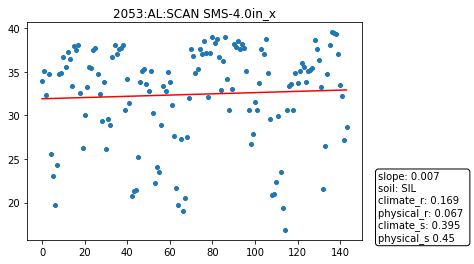 2053:AL:SCAN SMS-4.0in_x
40
35
30
25
20
0
20
40
60
80
100
120
140
slope: 0.007
soil: SIL
climate_r: 0.169
physical_r: 0.067
climate_s: 0.395
physical_s 0.45